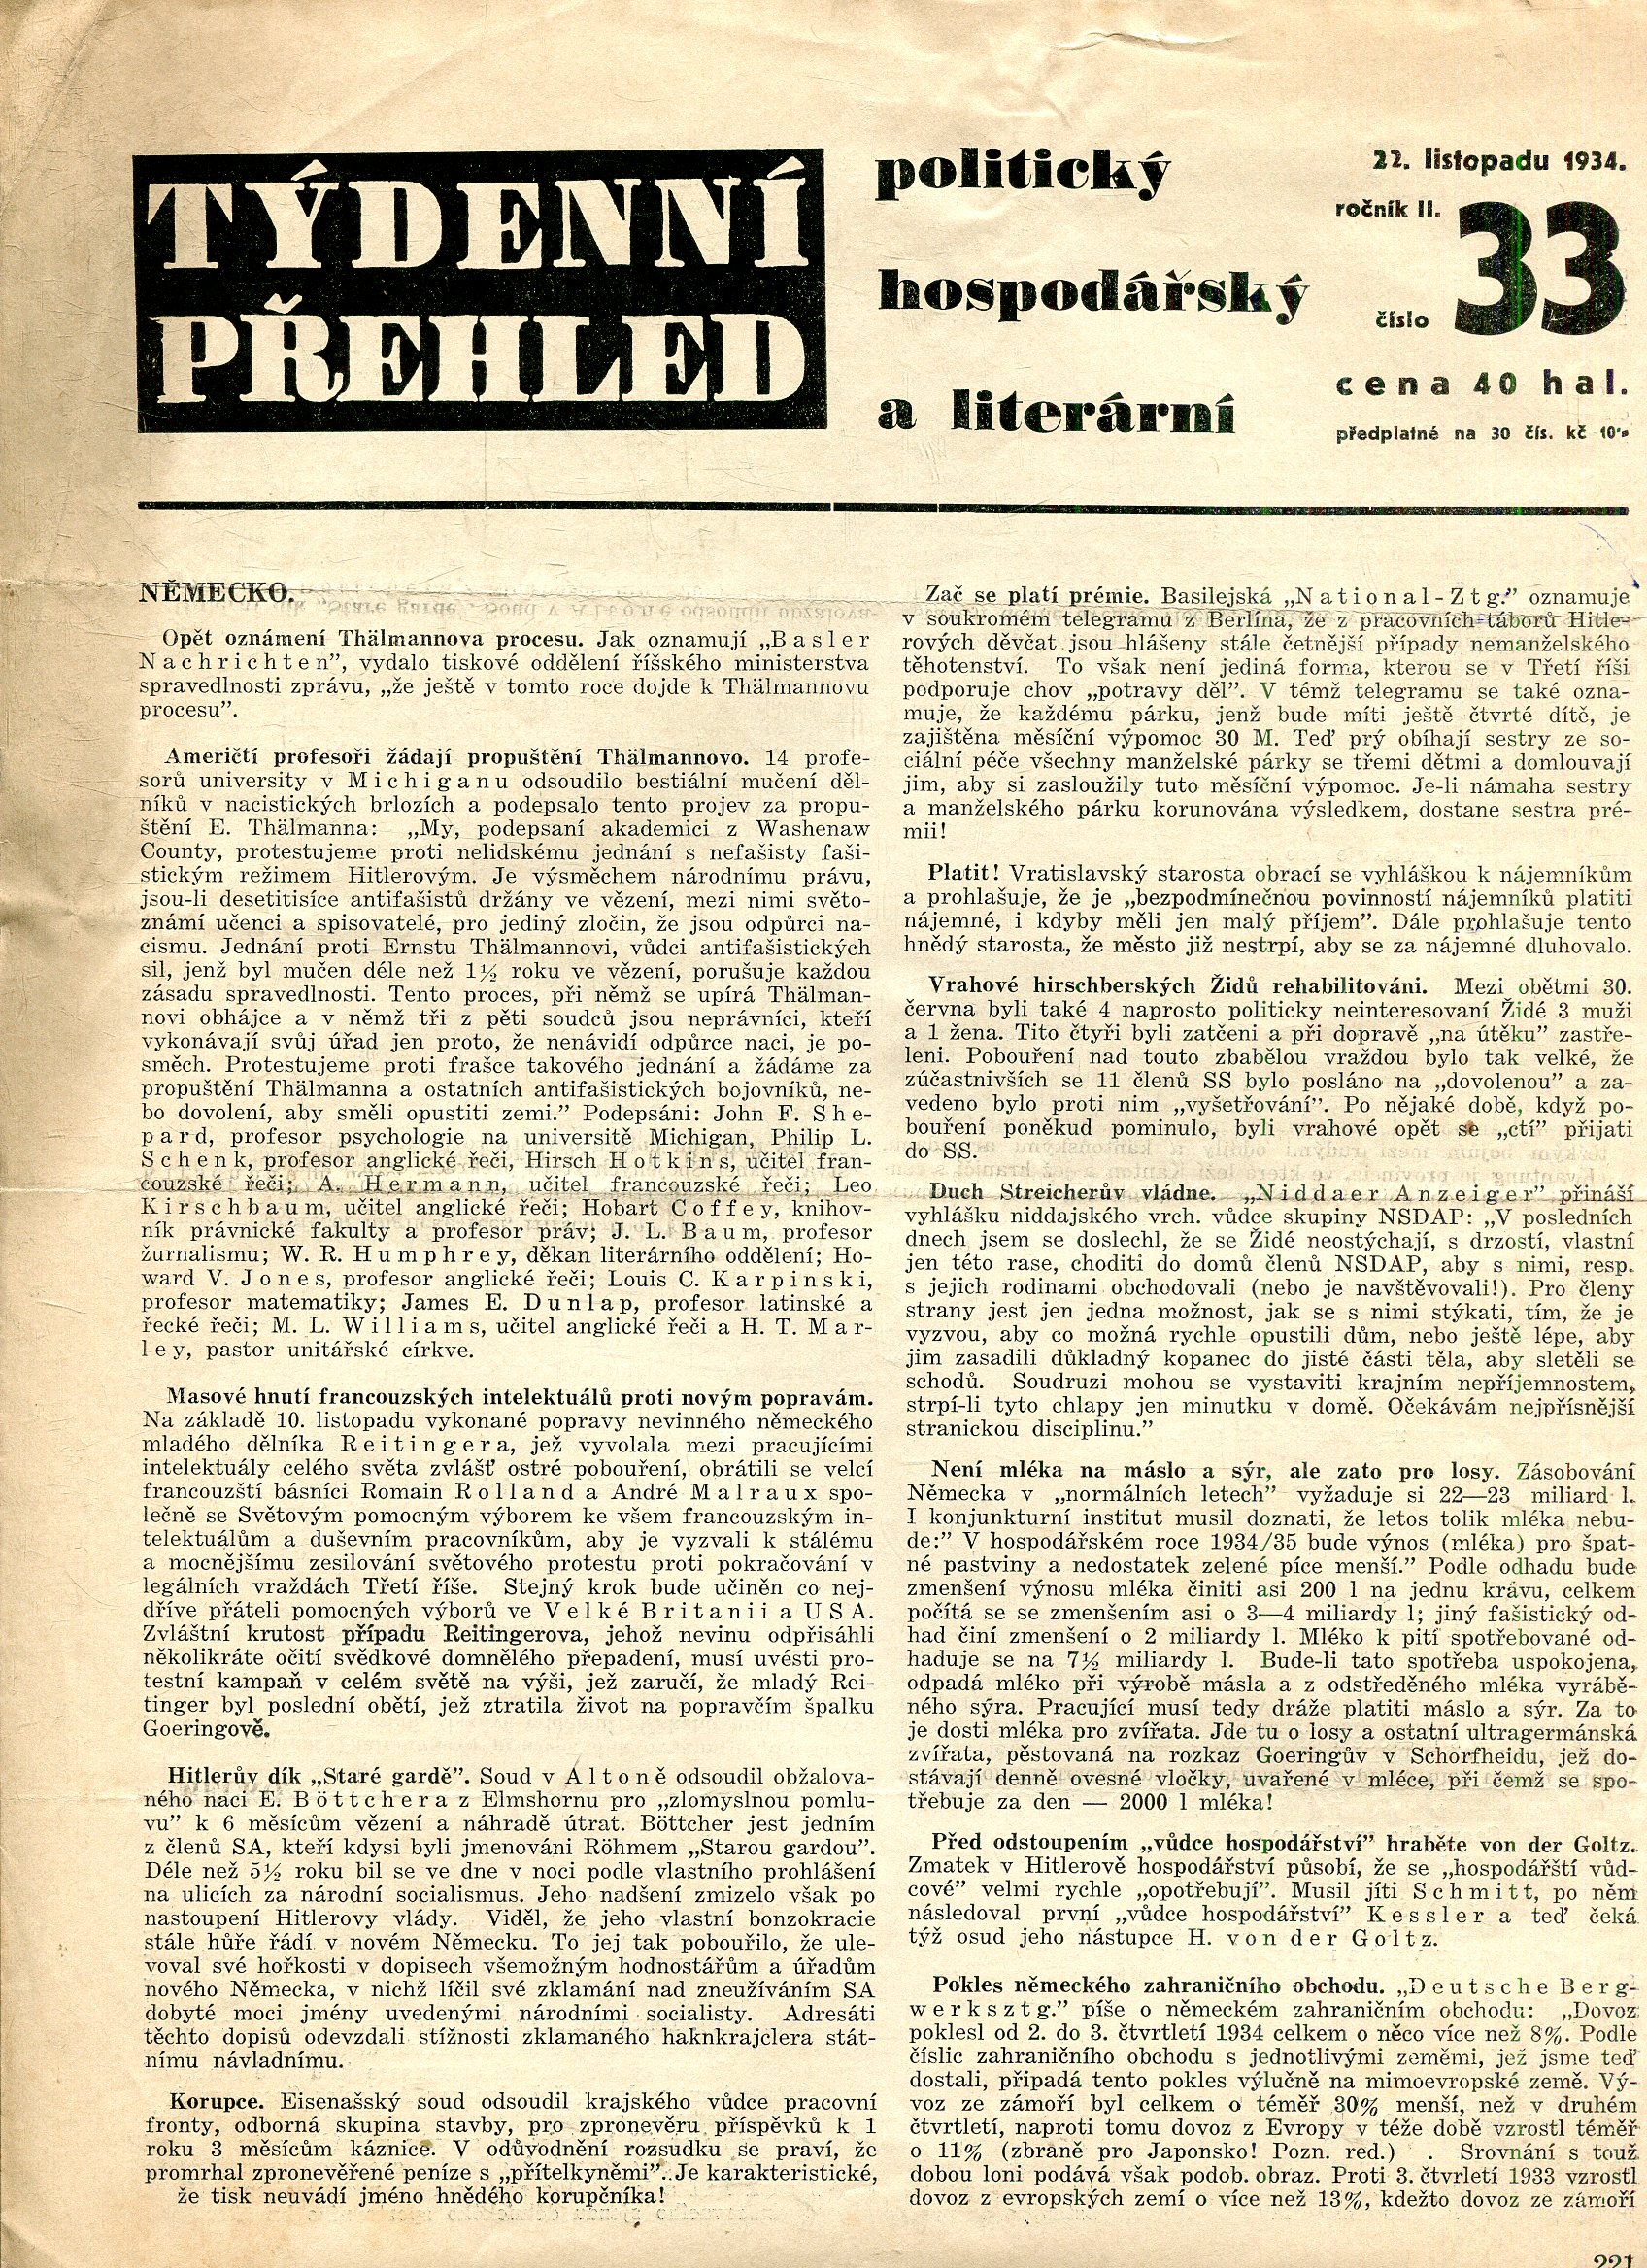 TÝDENNÍ
PŘEHLED
politický
hospodářský
a literární
22. listopadu 1934.
ročník II.
číslo 33
cena 40 hal.
předplatné na 30 čís. kč 10'-
NĚMECKO.
Opět oznámení Thälmannova procesu. Jak oznamují „Basler
Nachrichten”, vydalo tiskové oddělení říšského ministerstva
spravedlnosti zprávu, „že ještě v tomto roce dojde k Thälmannovu
procesu”.
Američtí profesoři žádají propuštění Thälmannovo. 14 profe-
sorů university v Michiganu odsoudilo bestiální mučení děl-
níků v nacistických brlozích a podepsalo tento projev za propu-
štění E. Thälmanna: „My, podepsaní akademici z Washenaw
County, protestujeme proti nelidskému jednání s nefašisty faši-
stickým režimem Hitlerovým. Je výsměchem národnímu právu,
jsou-li desetitisíce antifašistů držány ve vězení, mezi nimi světo-
známí učenci a spisovatelé, pro jediný zločin, že jsou odpůrci na-
cismu. Jednání proti Ernstu Thälmannovi, vůdci antifašistických
sil, jenž byl mučen déle než 1½ roku ve vězení, porušuje každou
zásadu spravedlnosti. Tento proces, při němž se upírá Thälman-
novi obhájce a v němž tři z pěti soudců jsou neprávníci, kteří
vykonávají svůj úřad jen proto, že nenávidí odpůrce naci, je po-
směch. Protestujeme proti frašce takového jednání a žádáme za
propuštění Thälmanna a ostatních antifašistických bojovníků, ne-
bo dovolení, aby směli opustiti zemi.” Podepsáni: John F. She-
pard, profesor psychologie na universitě Michigan, Philip L.
Schenk, profesor anglické řeči, Hirsch Hotkins, učitel fran-
couzské řeči; A. Hermann, učitel francouzské řeči; Leo
Kirschbaum, učitel anglické řeči; Hobart Coffey, knihov-
ník právnické fakulty a profesor práv; J. L. Baum, profesor
žurnalismu; W. R. Humphrey, děkan literárního oddělení; Ho-
ward V. Jones, profesor anglické řeči; Louis C. Karpinski,
profesor matematiky; James E. Dunlap, profesor latinské a
řecké řeči; M. L. Williams, učitel anglické řeči a H. T. Mar-
ley, pastor unitářské církve.
Masové hnutí francouzských intelektuálů proti novým popravám.
Na základě 10. listopadu vykonané popravy nevinného německého
mladého dělníka Reitingera, jež vyvolala mezi pracujícími
intelektuály celého světa zvlášť ostré pobouření, obrátili se velcí
francouzští básníci Romain Rolland a André Malraux spo-
lečně se Světovým pomocným výborem ke všem francouzským in-
telektuálům a duševním pracovníkům, aby je vyzvali k stálému
a mocnějšímu zesilování světového protestu proti pokračování v
legálních vraždách Třetí říše. Stejný krok bude učiněn co nej-
dříve přáteli pomocných výborů ve Velké Britanii a USA.
Zvláštní krutost případu Reitingerova, jehož nevinu odpřisáhli
několikráte očití svědkové domnělého přepadení, musí uvésti pro-
testní kampaň v celém světě na výši, jež zaručí, že mladý Rei-
tinger byl poslední obětí, jež ztratila život na popravčím špalku
Goeringově.
Hitlerův dík „Staré gardě”. Soud v Altoně odsoudil obžalova-
ného naci E. Böttchera z Elmshornu pro „zlomyslnou pomlu-
vu” k 6 měsícům vězení a náhradě útrat. Böttcher jest jedním
z členů SA, kteří kdysi byli jmenováni Röhmem „Starou gardou”.
Déle než 5½ roku bil se ve dne v noci podle vlastního prohlášení
na ulicích za národní socialismus. Jeho nadšení zmizelo však po
nastoupení Hitlerovy vlády. Viděl, že jeho vlastní bonzokracie
stále hůře řádí v novém Německu. To jej tak pobouřilo, že ule-
voval své hořkosti v dopisech všemožným hodnostářům a úřadům
nového Německa, v nichž líčil své zklamání nad zneužíváním SA
dobyté moci jmény uvedenými národními socialisty. Adresáti
těchto dopisů odevzdali stížnosti zklamaného haknkrajclera stát-
nímu návladnímu.
Korupce. Eisenašský soud odsoudil krajského vůdce pracovní
fronty, odborná skupina stavby, pro zpronevěru příspěvků k 1
roku 3 měsícům káznice. V odůvodnění rozsudku se praví, že
promrhal zpronevěřené peníze s „přítelkyněmi”. Je karakteristické,
že tisk neuvádí jméno hnědého korupčníka!
Zač se platí prémie. Basilejská „National-Ztg.” oznamuje
v soukromém telegramu z Berlína, že z pracovních táborů Hitle-
rových děvčat jsou hlášeny stále četnější případy nemanželského
těhotenství. To však není jediná forma, kterou se v Třetí říši
podporuje chov „potravy děl”. V témž telegramu se také ozna-
muje, že každému párku, jenž bude míti ještě čtvrté dítě, je
zajištěna měsíční výpomoc 30 M. Teď prý obíhají sestry ze so-
ciální péče všechny manželské párky se třemi dětmi a domlouvají
jim, aby si zasloužily tuto měsíční výpomoc. Je-li námaha sestry
a manželského párku korunována výsledkem, dostane sestra pré-
mii!
Platit! Vratislavský starosta obrací se vyhláškou k nájemníkům
a prohlašuje, že je „bezpodmínečnou povinností nájemníků platiti
nájemné, i kdyby měli jen malý příjem”. Dále prohlašuje tento
hnědý starosta, že město již nestrpí, aby se za nájemné dluhovalo.
Vrahové hirschberských Židů rehabilitováni. Mezi obětmi 30.
června byli také 4 naprosto politicky neinteresovaní Židé 3 muži
a 1 žena. Tito čtyři byli zatčeni a při dopravě „na útěku” zastře-
leni. Pobouření nad touto zbabělou vraždou bylo tak velké, že
zúčastnivších se 11 členů SS bylo posláno na „dovolenou” a za-
vedeno bylo proti nim „vyšetřování”. Po nějaké době, když po-
bouření poněkud pominulo, byli vrahové opět se „ctí” přijati
do SS.
Duch Streicherův vládne. „Niddaer Anzeiger” přináší
vyhlášku niddajského vrch. vůdce skupiny NSDAP: „V posledních
dnech jsem se doslechl, že se Židé neostýchají, s drzostí, vlastní
jen této rase, choditi do domů členů NSDAP, aby s nimi, resp.
s jejich rodinami obchodovali (nebo je navštěvovali!). Pro členy
strany jest jen jedna možnost, jak se s nimi stýkati, tím, že je
vyzvou, aby co možná rychle opustili dům, nebo ještě lépe, aby
jim zasadili důkladný kopanec do jisté části těla, aby sletěli se
schodů. Soudruzi mohou se vystaviti krajním nepříjemnostem,
strpí-li tyto chlapy jen minutku v domě. Očekávám nejpřísnější
stranickou disciplinu.”
Není mléka na máslo a sýr, ale zato pro losy. Zásobování
Německa v „normálních letech” vyžaduje si 22—23 miliard l.
I konjunkturní institut musil doznati, že letos tolik mléka nebu-
de:” V hospodářském roce 1934/35 bude výnos (mléka) pro špat-
né pastviny a nedostatek zelené píce menší.” Podle odhadu bude
zmenšení výnosu mléka činiti asi 200 l na jednu krávu, celkem
počítá se se zmenšením asi o 3—4 miliardy l; jiný fašistický od-
had činí zmenšení o 2 miliardy l. Mléko k pití spotřebované od-
haduje se na 7½ miliardy l. Bude-li tato spotřeba uspokojena,
odpadá mléko při výrobě másla a z odstředěného mléka vyrábě-
ného sýra. Pracující musí tedy dráže platiti máslo a sýr. Za to
je dosti mléka pro zvířata. Jde tu o losy a ostatní ultragermánská
zvířata, pěstovaná na rozkaz Goeringův v Schorfheidu, jež do-
stávají denně ovesné vločky, uvařené v mléce, při čemž se spo-
třebuje za den — 2000 l mléka!
Před odstoupením „vůdce hospodářství” hraběte von der Goltz.
Zmatek v Hitlerově hospodářství působí, že se „hospodářští vůd-
cové” velmi rychle „opotřebují”. Musil jíti Schmitt, po něm
následoval první „vůdce hospodářství” Kessler a teď čeká
týž osud jeho nástupce H. von der Goltz.
Pokles německého zahraničního obchodu. „Deutsche Berg-
werksztg.” píše o německém zahraničním obchodu: „Dovoz
poklesl od 2. do 3. čtvrtletí 1934 celkem o něco více než 8%. Podle
číslic zahraničního obchodu s jednotlivými zeměmi, jež jsme teď
dostali, připadá tento pokles výlučně na mimoevropské země. Vý-
voz ze zámoří byl celkem o téměř 30% menší, než v druhém
čtvrtletí, naproti tomu dovoz z Evropy v téže době vzrostl téměř
o 11% (zbraně pro Japonsko! Pozn. red.) . Srovnání s touž
dobou loni podává však podob. obraz. Proti 3. čtvrtletí 1933 vzrostl
dovoz z evropských zemí o více než 13%, kdežto dovoz ze zámoří
221